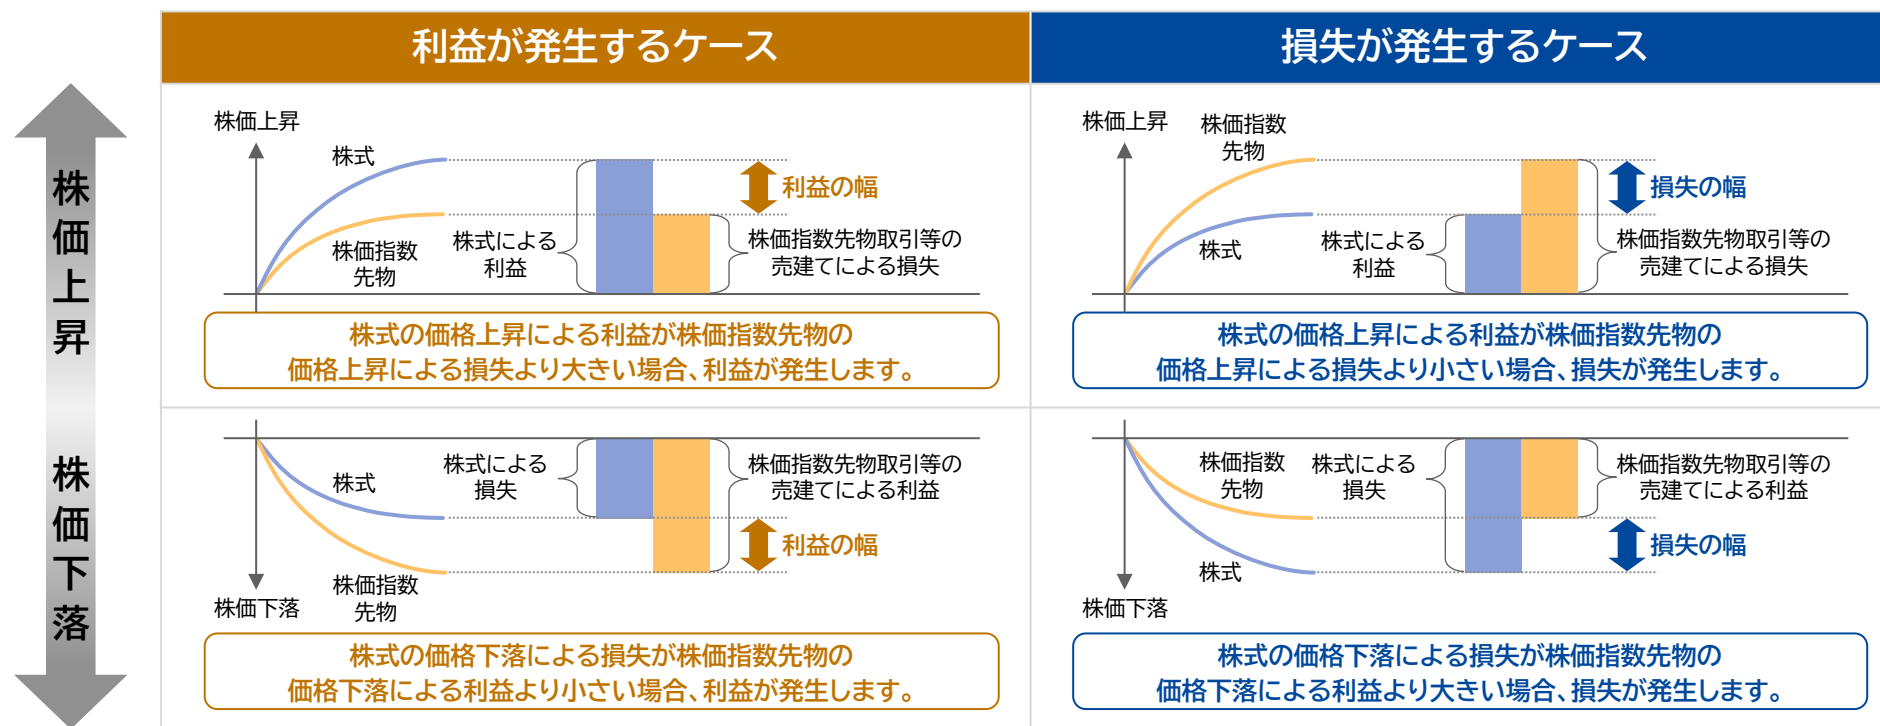 利益が発生するケース
損失が発生するケース
株価上昇
株価上昇
株式
株価指数
先物
株式による
利益
利益の幅
株価指数先物取引等の
売建てによる損失
株式の価格上昇による利益が株価指数先物の
価格上昇による損失より大きい場合、利益が発生します。
株価上昇
株価指数
先物
株式
株式による
利益
損失の幅
株価指数先物取引等の
売建てによる損失
株式の価格上昇による利益が株価指数先物の
価格上昇による損失より小さい場合、損失が発生します。
株価下落
株式
株価指数
先物
株価下落
株式による
損失
株価指数先物取引等の
売建てによる利益
利益の幅
株式の価格下落による損失が株価指数先物の
価格下落による利益より小さい場合、利益が発生します。
株価指数
先物
株式
株価下落
株式による
損失
株価指数先物取引等の
売建てによる利益
損失の幅
株式の価格下落による損失が株価指数先物の
価格下落による利益より大きい場合、損失が発生します。